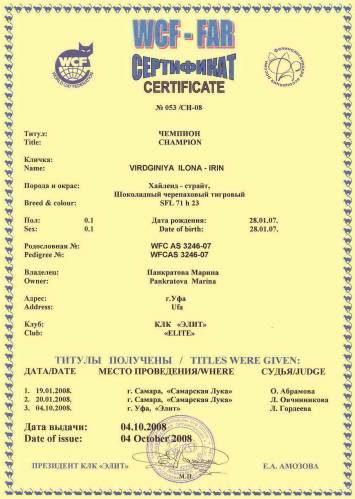 WCF - FAR
СЕРТИФИКАТ
CERTIFICATE
WCF
№ 053 /CH-08
Титул: ЧЕМПИОН
Title: CHAMPION
Кличка:
Name: VIRDGINIYA ILONA - IRIN
Порода и окрас: Хайленд - страйт,
Шоколадный черепаховый тигровый
Breed & colour: SFL 71 h 23
Пол: 0.1 Дата рождения: 28.01.07.
Sex: 0.1 Date of birth: 28.01.07.
Родословная №: WFC AS 3246-07
Pedigree №: WFCAS 3246-07
Владелец: Панкратова Марина
Owner: Pankratova Marina
Адрес: г.Уфа
Address: Ufa
Клуб: КЛК «ЭЛИТ»
Club: «ELITE»
ТИТУЛЫ ПОЛУЧЕНЫ / TITLES WERE GIVEN:
ДАТА/DATE МЕСТО ПРОВЕДЕНИЯ/WHERE СУДЬЯ/JUDGE
1. 19.01.2008. г. Самара, «Самарская Лука» О. Абрамова
2. 20.01.2008. г. Самара, «Самарская Лука» Л. Овчинникова
3. 04.10.2008. г. Уфа, «Элит» Л. Гордеева
Дата выдачи: 04.10.2008
Date of issue: 04 October 2008
ПРЕЗИДЕНТ КЛК «ЭЛИТ» М.П. Е.А. АМОЗОВА